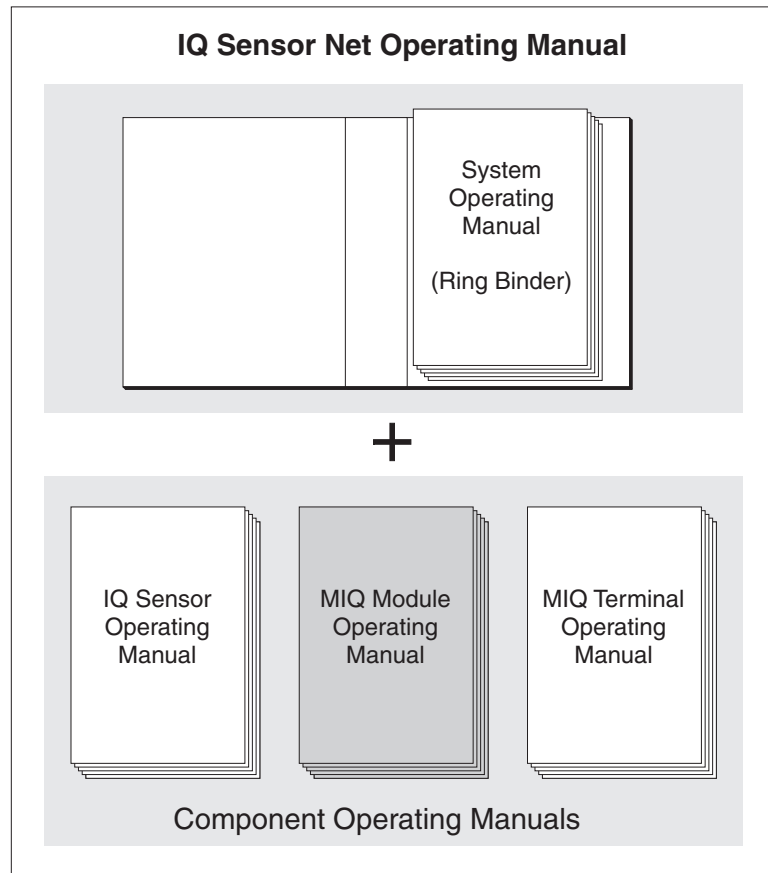 IQ Sensor Net Operating Manual
System
Operating
Manual
(Ring Binder)
+
IQ Sensor
Operating
Manual
MIQ Module
Operating
Manual
MIQ Terminal
Operating
Manual
Component Operating Manuals